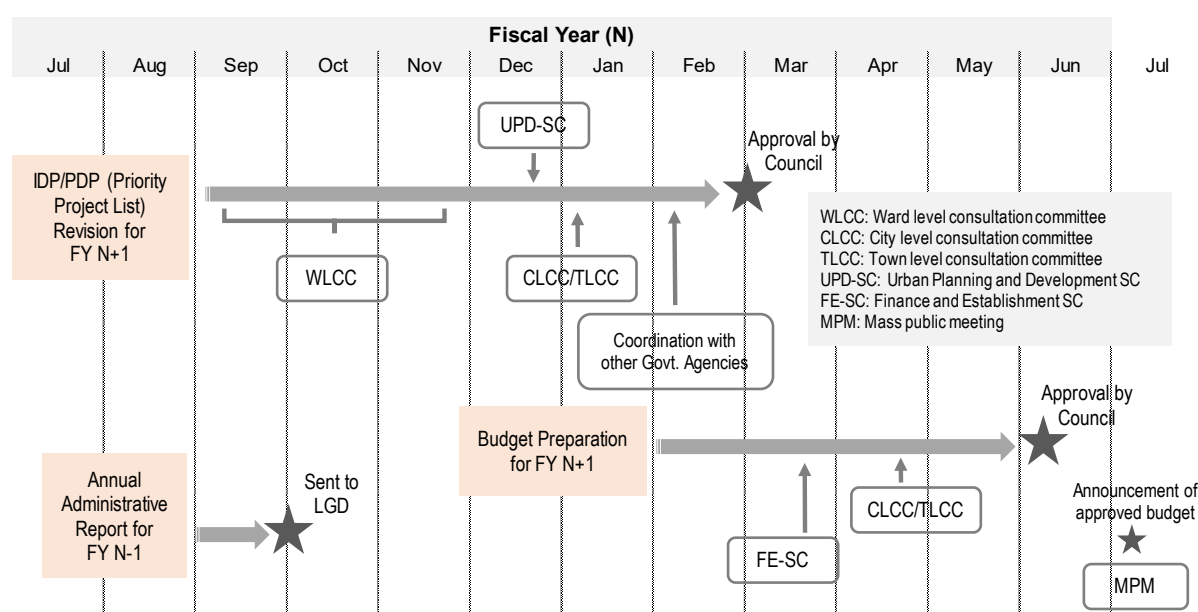 Fiscal Year (N)
Jul Aug Sep Oct Nov Dec Jan Feb Mar Apr May Jun Jul
UPD-SC
Approval by
Council
IDP/PDP (Priority
Project List)
Revision for
FY N+1
WLCC
CLCC/TLCC
Coordination with
other Govt. Agencies
WLCC: Ward level consultation committee
CLCC: City level consultation committee
TLCC: Town level consultation committee
UPD-SC: Urban Planning and Development SC
FE-SC: Finance and Establishment SC
MPM: Mass public meeting
Approval by
Council
Budget Preparation
for FY N+1
Annual
Administrative
Report for
FY N-1
Sent to
LGD
CLCC/TLCC
FE-SC
Announcement of
approved budget
MPM